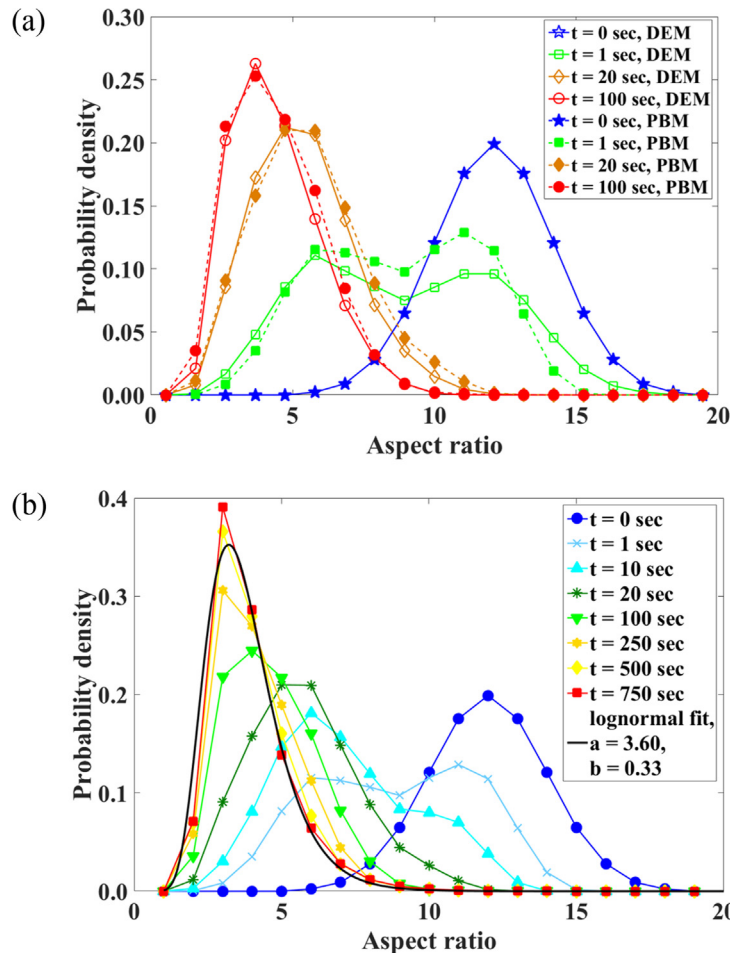 (a)
0.30
0.25
0.20
0.15
0.10
0.05
0.00
Probability density
t = 0 sec, DEM
t = 1 sec, DEM
t = 20 sec, DEM
t = 100 sec, DEM
t = 0 sec, PBM
t = 1 sec, PBM
t = 20 sec, PBM
t = 100 sec, PBM
0 5 10 15 20
Aspect ratio
(b)
0.4
0.3
0.2
0.1
0.0
Probability density
t = 0 sec
t = 1 sec
t = 10 sec
t = 20 sec
t = 100 sec
t = 250 sec
t = 500 sec
t = 750 sec
lognormal fit,
a = 3.60,
b = 0.33
0 5 10 15 20
Aspect ratio